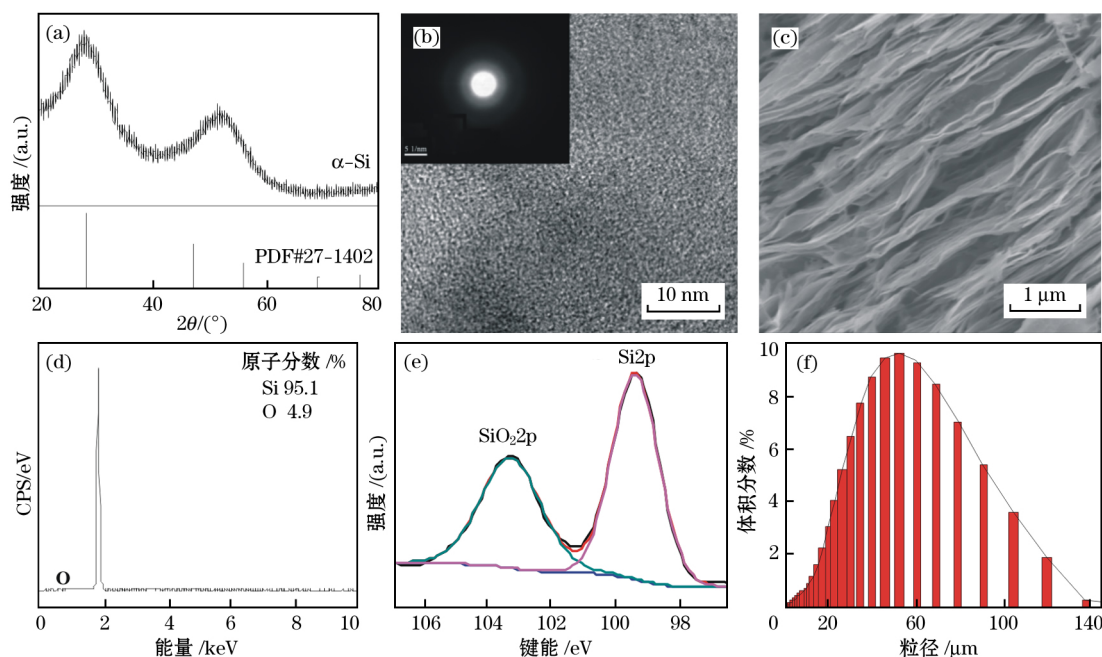 (a)
强度 /(a.u.)
α-Si
PDF#27-1402
20 40 60 80
2θ/(°)
(b)
5 1/nm
10 nm
(c)
1 μm
(d)
原子分数 /%
Si 95.1
O 4.9
CPS/eV
O
0 2 4 6 8 10
能量 /keV
(e)
Si2p
SiO₂2p
强度 /(a.u.)
106 104 102 100 98
键能 /eV
(f)
体积分数 /%
10
8
6
4
2
0 20 60 100 140
粒径 /μm